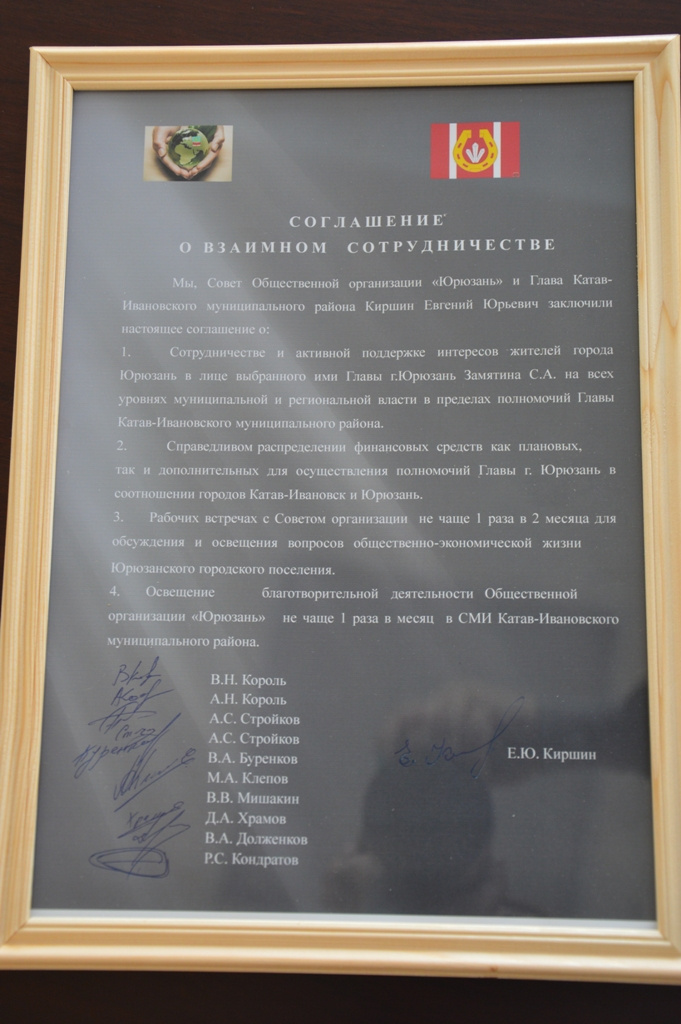 СОГЛАШЕНИЕ
О ВЗАИМНОМ СОТРУДНИЧЕСТВЕ
Мы, Совет Общественной организации «Юрюзань» и Глава Катав-
Ивановского муниципального района Киршин Евгений Юрьевич заключили
настоящее соглашение о:
1. Сотрудничестве и активной поддержке интересов жителей города
Юрюзань в лице выбранного ими Главы г.Юрюзань Замятина С.А. на всех
уровнях муниципальной и региональной власти в пределах полномочий Главы
Катав-Ивановского муниципального района.
2. Справедливом распределении финансовых средств как плановых,
так и дополнительных для осуществления полномочий Главы г. Юрюзань в
соотношении городов Катав-Ивановск и Юрюзань.
3. Рабочих встречах с Советом организации не чаще 1 раза в 2 месяца для
обсуждения и освещения вопросов общественно-экономической жизни
Юрюзанского городского поселения.
4. Освещение благотворительной деятельности Общественной
организации «Юрюзань» не чаще 1 раза в месяц в СМИ Катав-Ивановского
муниципального района.
В.Н. Король
А.Н. Король
А.С. Стройков
А.С. Стройков
В.А. Буренков
М.А. Клепов
В.В. Мишакин
Д.А. Храмов
В.А. Долженков
Р.С. Кондратов
Е.Ю. Киршин